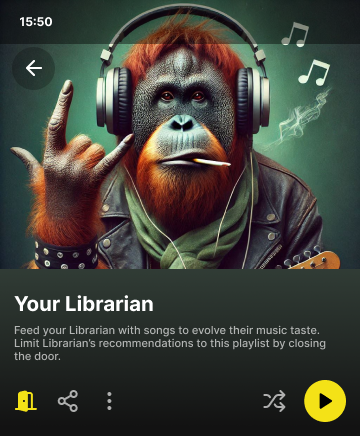 15:50
Your Librarian
Feed your Librarian with songs to evolve their music taste.
Limit Librarian's recommendations to this playlist by closing
the door.